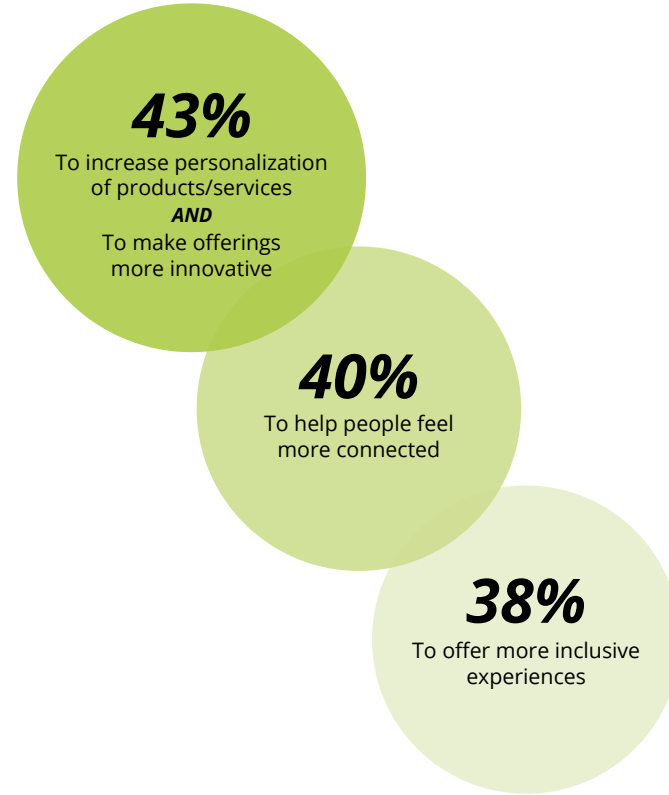 43%
To increase personalization
of products/services
AND
To make offerings
more innovative
40%
To help people feel
more connected
38%
To offer more inclusive
experiences